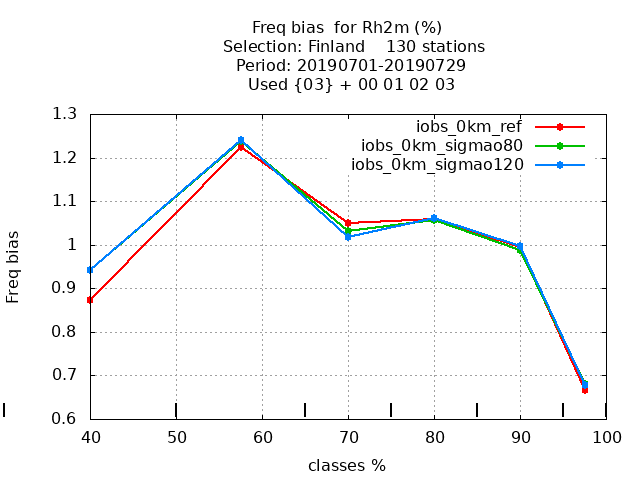 Freq bias  for Rh2m (%)
Selection: Finland    130 stations
Period: 20190701-20190729
Used {03} + 00 01 02 03
iobs_0km_ref
iobs_0km_sigmao80
iobs_0km_sigmao120
1.3
1.2
1.1
1
0.9
0.8
0.7
0.6
Freq bias
40 50 60 70 80 90 100
classes %